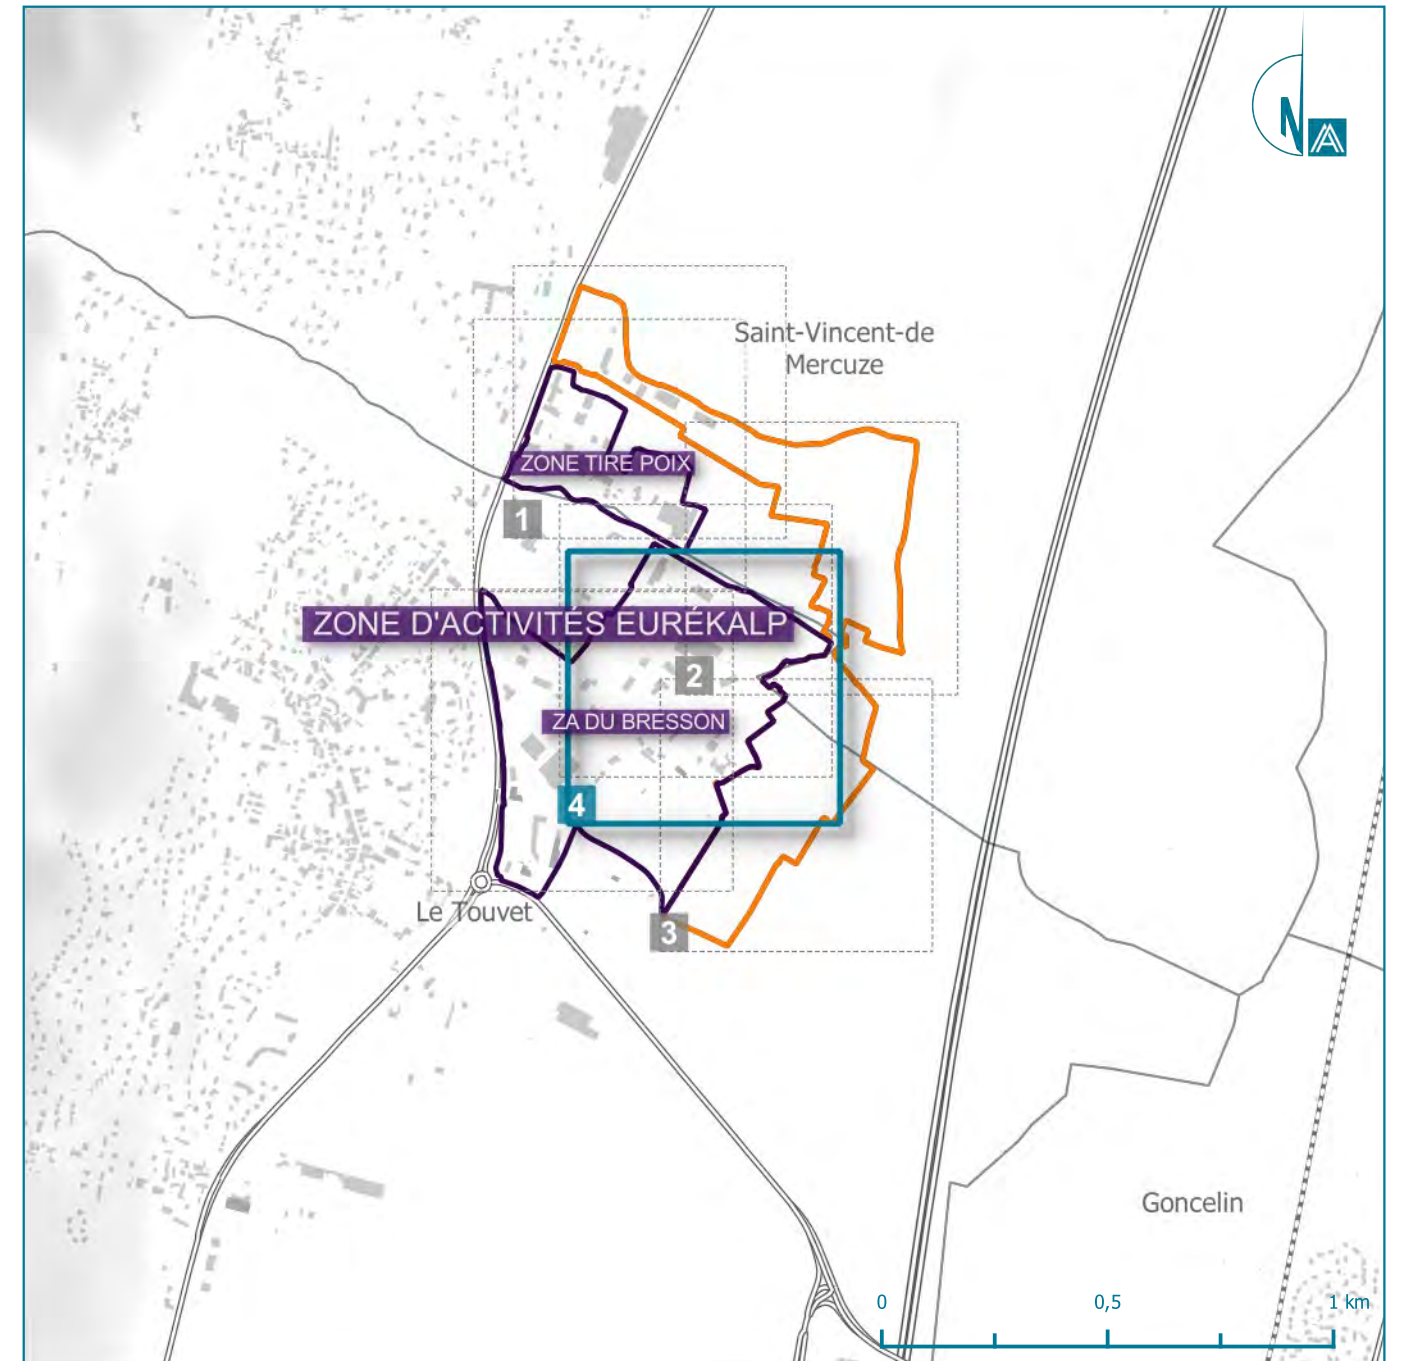 N
Saint-Vincent-de
Mercuze
ZONE TIRE POIX
1
ZONE D'ACTIVITÉS EURÉKALP
2
ZA DU BRESSON
4
Le Touvet
3
Goncelin
0 0,5 1 km